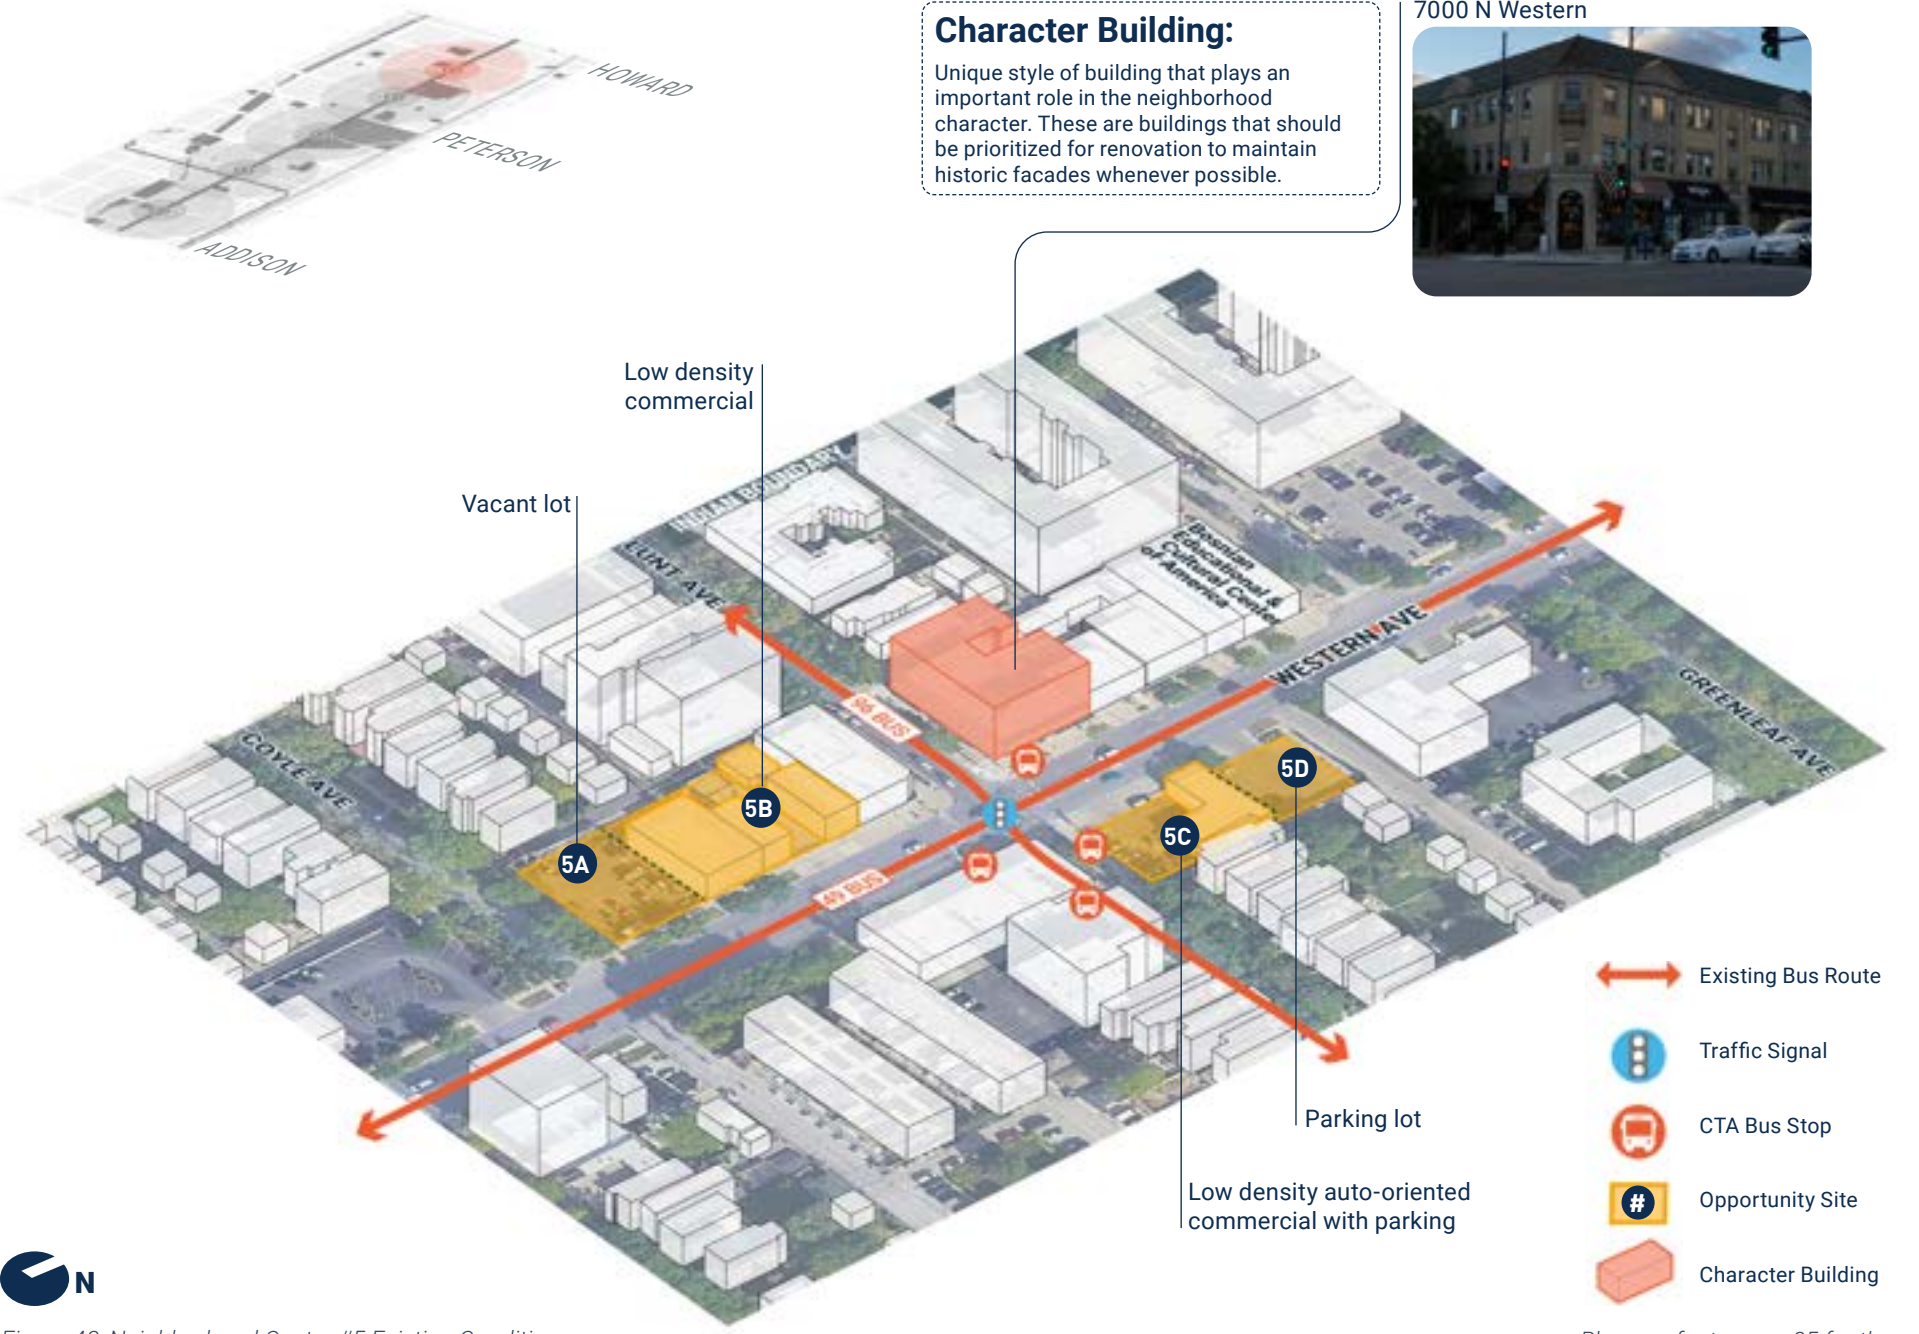 HOWARD
PETERSON
ADDISON
Character Building:
Unique style of building that plays an
important role in the neighborhood
character. These are buildings that should
be prioritized for renovation to maintain
historic facades whenever possible.
7000 N Western
Low density
commercial
Vacant lot
INDIAN BOUNDARY
LUNT AVE
COYLE AVE
Bosnian
Educational &
Cultural Center
of America
WESTERN AVE
GREENLEAF AVE
96 BUS
49 BUS
5A
5B
5C
5D
Parking lot
Low density auto-oriented
commercial with parking
Existing Bus Route
Traffic Signal
CTA Bus Stop
#
Opportunity Site
Character Building
N